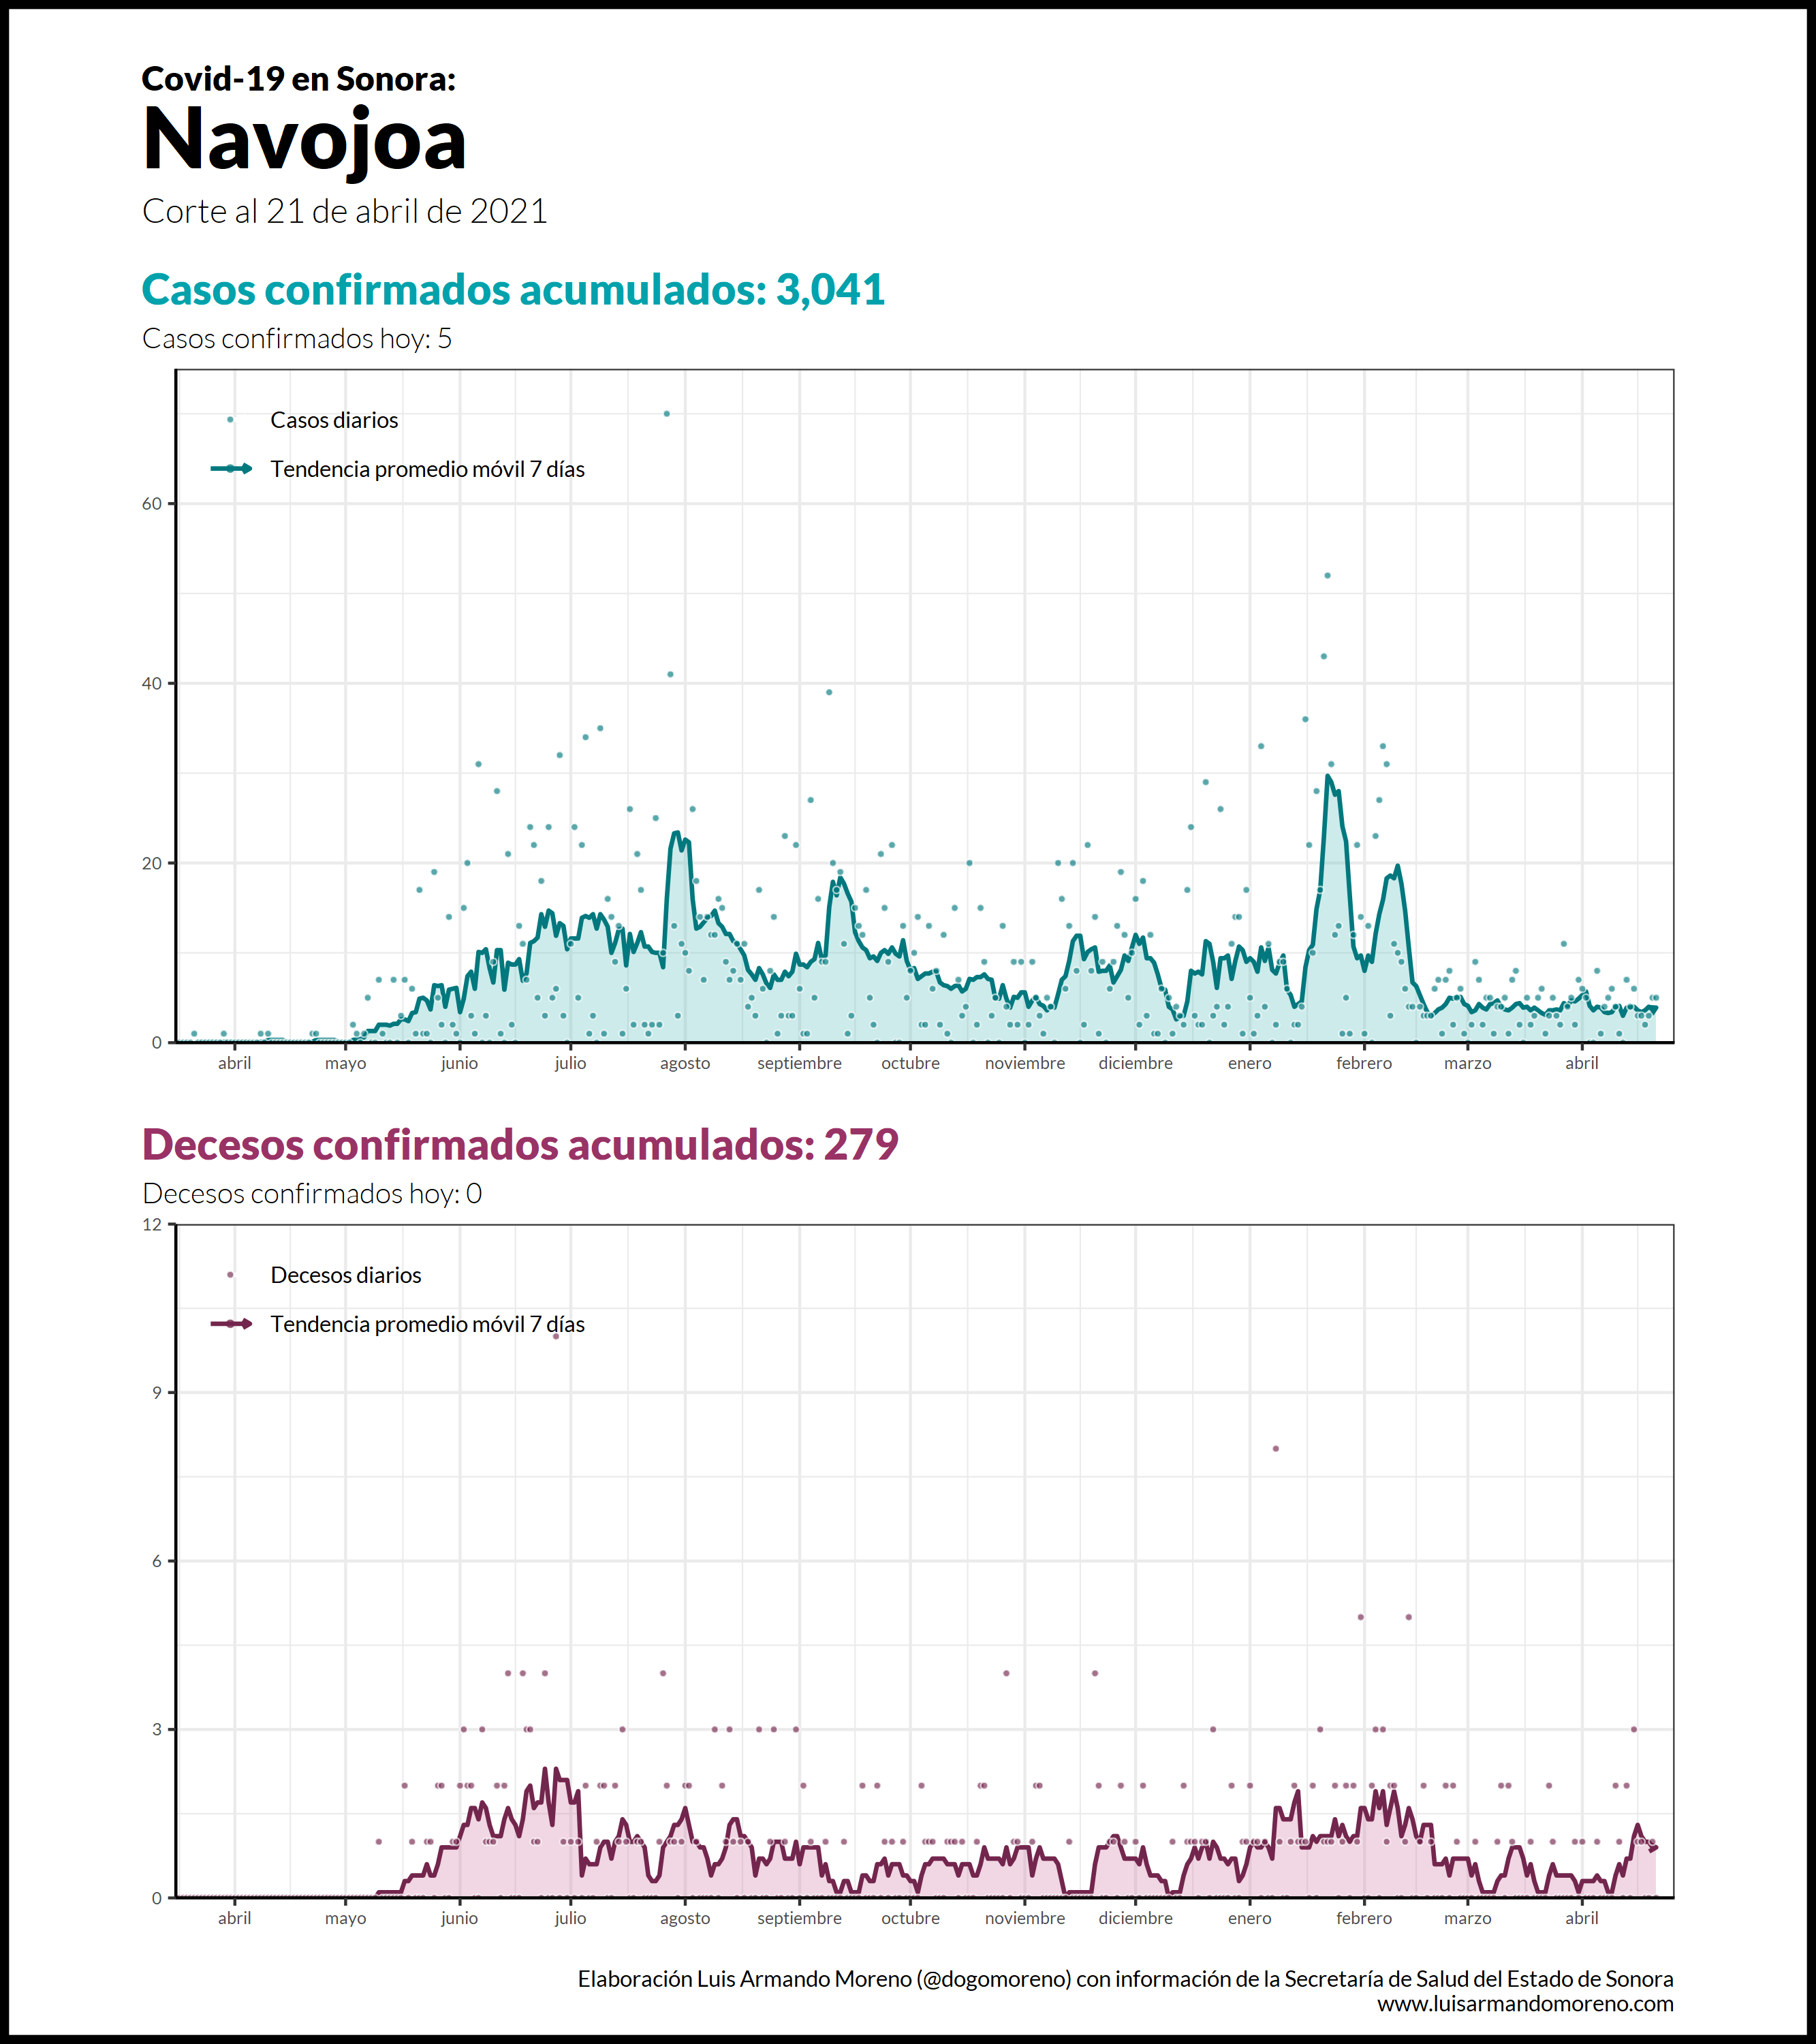 Covid-19 en Sonora:
Navojoa
Corte al 21 de abril de 2021
Casos confirmados acumulados: 3,041
Casos confirmados hoy: 5
Casos diarios
Tendencia promedio móvil 7 días
60
40
20
0
abril mayo junio julio agosto septiembre octubre noviembre diciembre enero febrero marzo abril
Decesos confirmados acumulados: 279
Decesos confirmados hoy: 0
12
Decesos diarios
Tendencia promedio móvil 7 días
9
6
3
0
abril mayo junio julio agosto septiembre octubre noviembre diciembre enero febrero marzo abril
Elaboración Luis Armando Moreno (@dogomoreno) con información de la Secretaría de Salud del Estado de Sonora
www.luisarmandomoreno.com